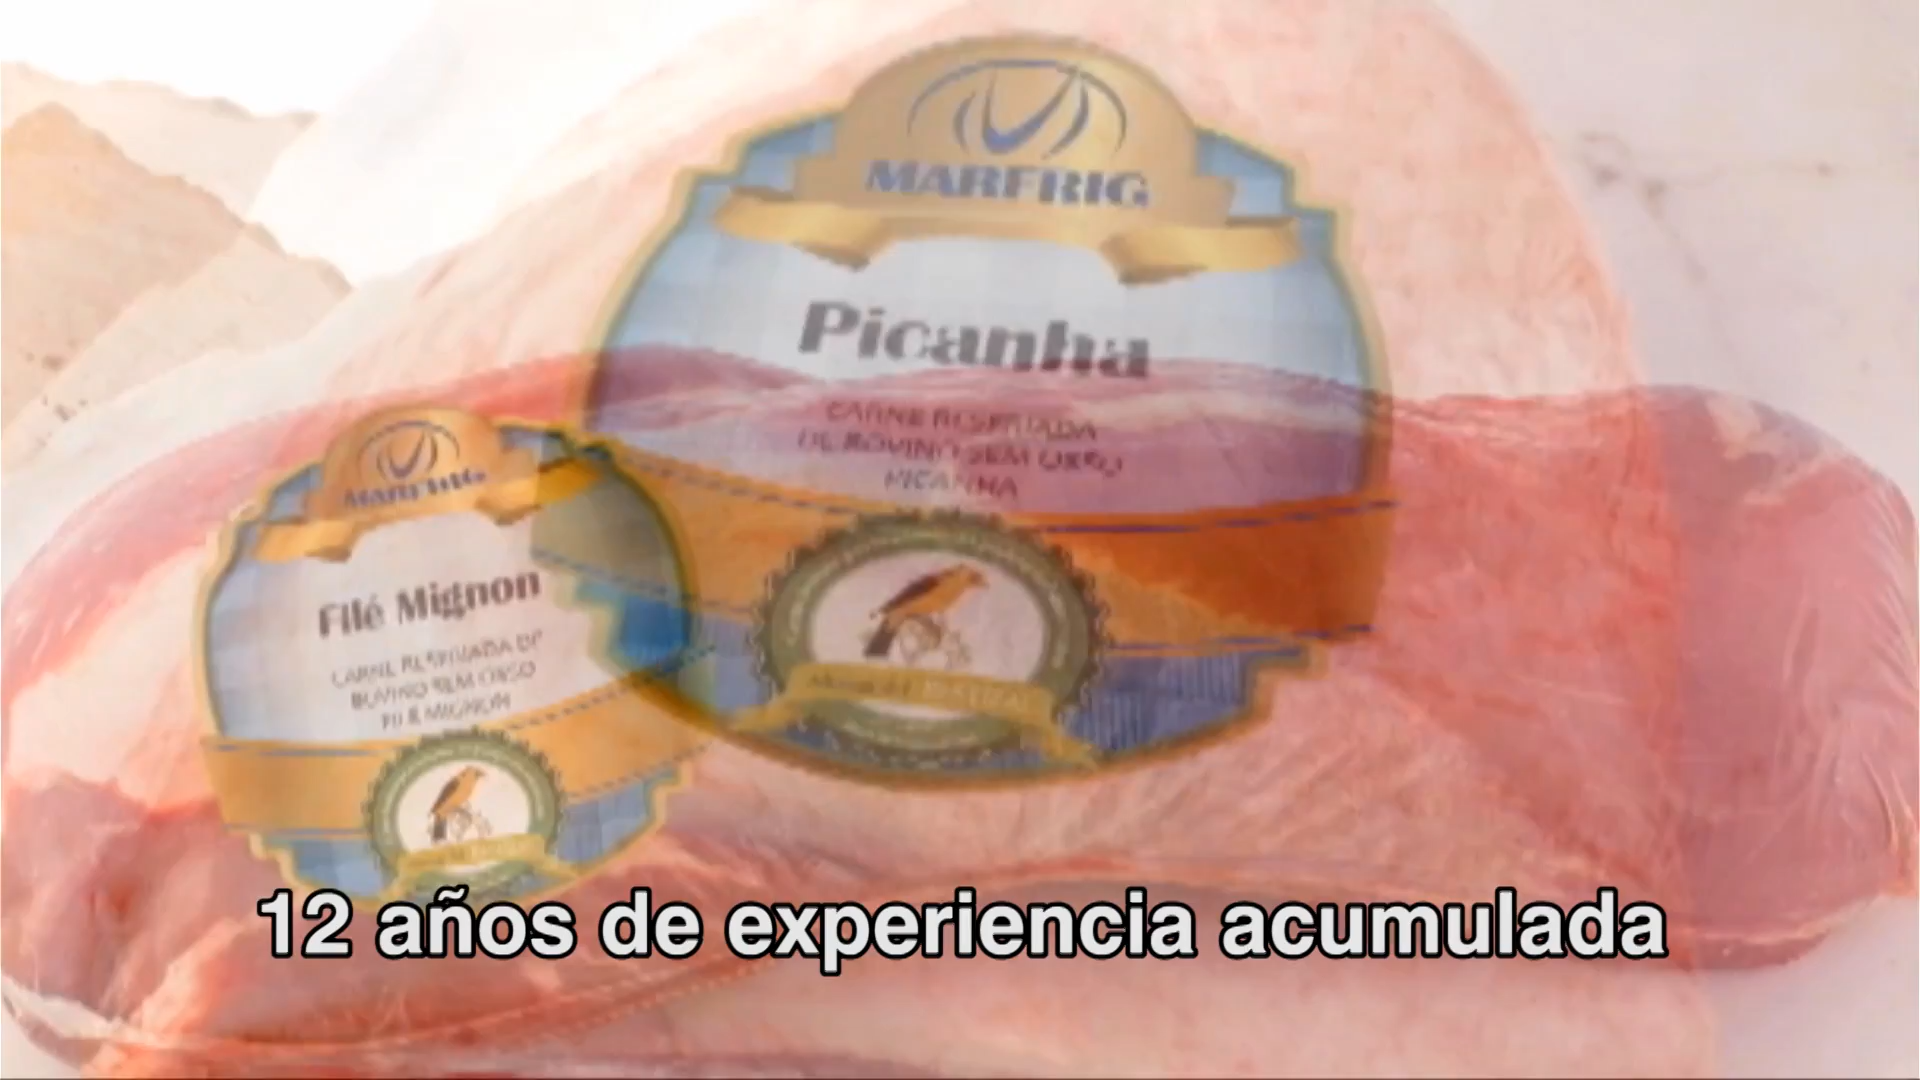 MARFRIG
Picanha
CARNE RESFRIADA
DE BOVINO SEM OSSO
PICANHA
MARFRIG
Filé Mignon
CARNE RESFRIADA DE
BOVINO SEM OSSO
FILÉ MIGNON
12 años de experiencia acumulada